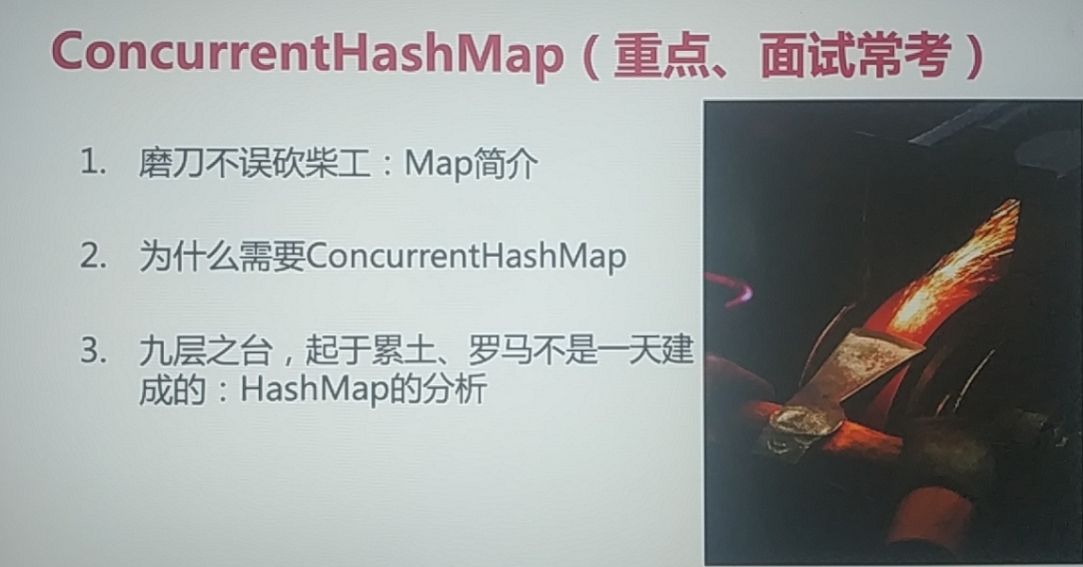 ConcurrentHashMap（重点、面试常考）
1. 磨刀不误砍柴工：Map简介
2. 为什么需要ConcurrentHashMap
3. 九层之台，起于累土、罗马不是一天建
成的：HashMap的分析